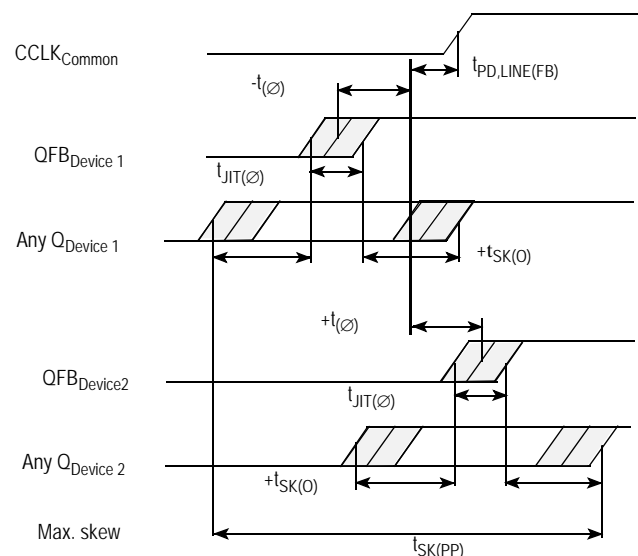 CCLKCommon
tPD,LINE(FB)
-t(∅)
QFBDevice 1
tJIT(∅)
Any QDevice 1
+tSK(O)
+t(∅)
QFBDevice2
tJIT(∅)
Any QDevice 2
+tSK(O)
Max. skew
tSK(PP)